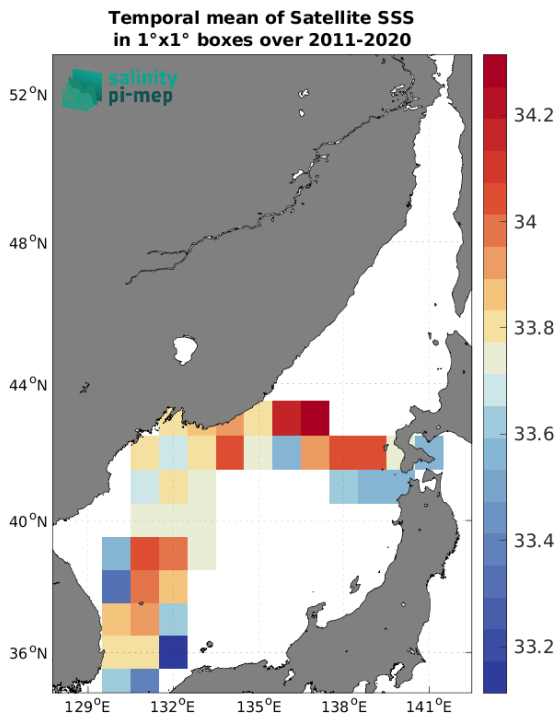 Temporal mean of Satellite SSS
in 1°x1° boxes over 2011-2020
salinity
pi-mep
52°N
48°N
44°N
40°N
36°N
129°E
132°E
135°E
138°E
141°E
34.2
34
33.8
33.6
33.4
33.2